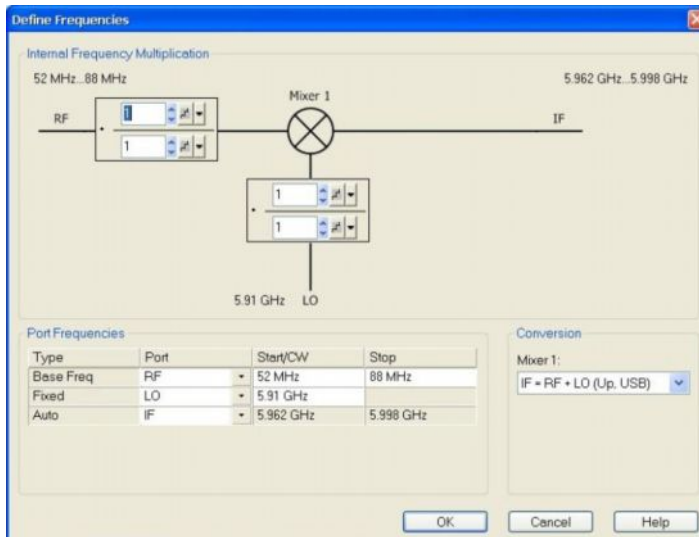 Define Frequencies
Internal Frequency Multiplication
52 MHz...88 MHz
5.962 GHz...5.998 GHz
Mixer 1
RF
1
1
IF
1
1
5.91 GHz LO
Port Frequencies
Type Port Start/CW Stop
Base Freq RF 52 MHz 88 MHz
Fixed LO 5.91 GHz
Auto IF 5.962 GHz 5.998 GHz
Conversion
Mixer 1:
IF = RF + LO (Up, USB)
OK Cancel Help